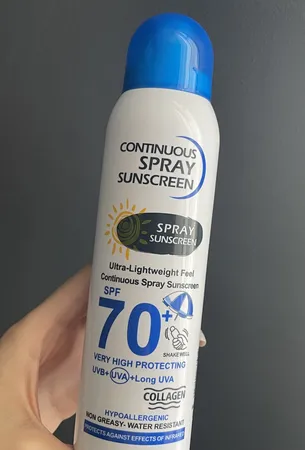 CONTINUOUS
SPRAY
SUNSCREEN
SPRAY
SUNSCREEN
Ultra-Lightweight Feel
Continuous Spray Sunscreen
SPF
70+
SHAKE WELL
VERY HIGH PROTECTING
UVB+UVA+Long UVA
COLLAGEN
HYPOALLERGENIC
NON GREASY- WATER RESISTANT
PROTECTS AGAINST EFFECTS OF INFRARED